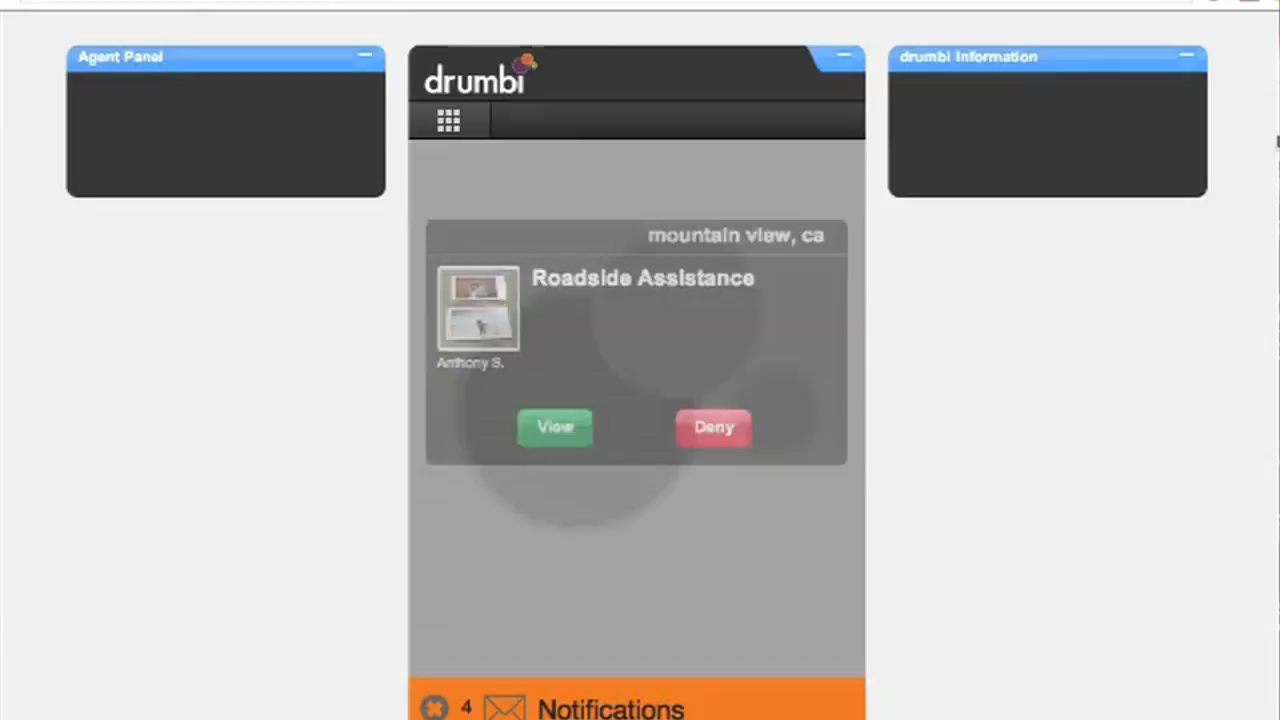 Agent Panel
drumbi
drumbi Information
mountain view, ca
Roadside Assistance
Anthony S.
View
Deny
4
Notifications